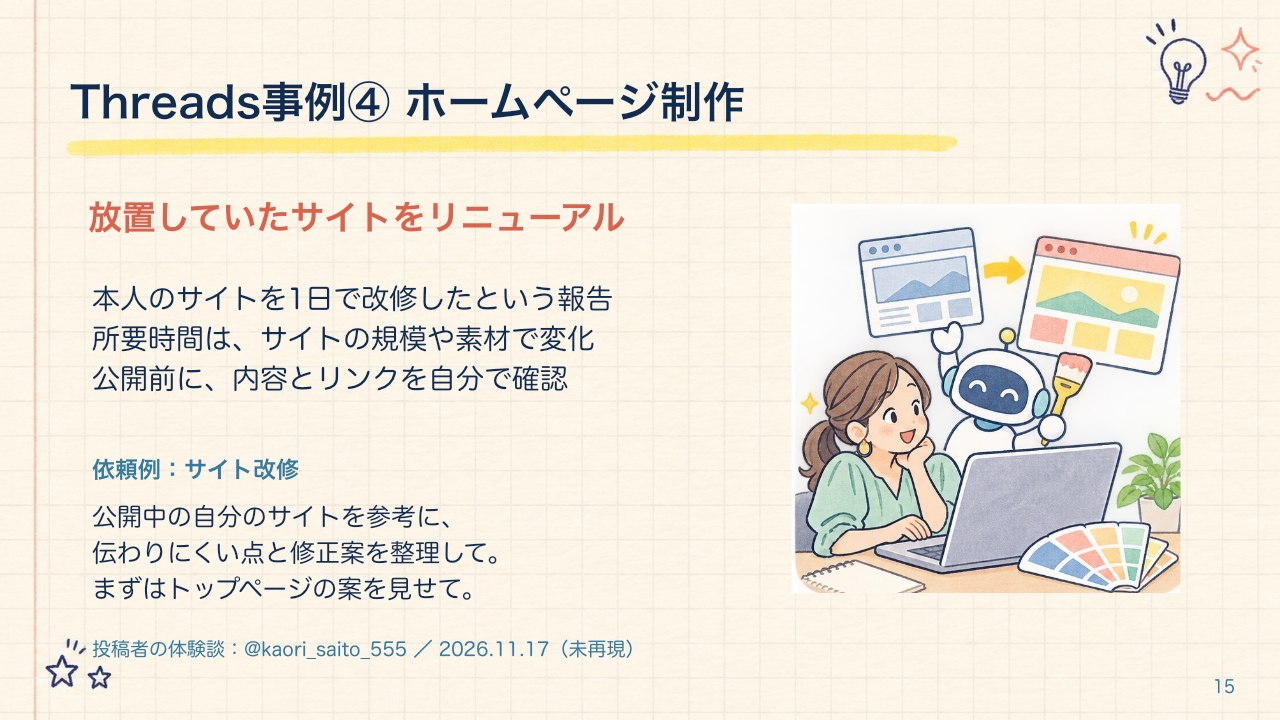 Threads事例④ ホームページ制作
放置していたサイトをリニューアル
本人のサイトを1日で改修したという報告
所要時間は、サイトの規模や素材で変化
公開前に、内容とリンクを自分で確認
依頼例：サイト改修
公開中の自分のサイトを参考に、
伝わりにくい点と修正案を整理して。
まずはトップページの案を見せて。
投稿者の体験談：@kaori_saito_555 ／ 2026.11.17（未再現）
15